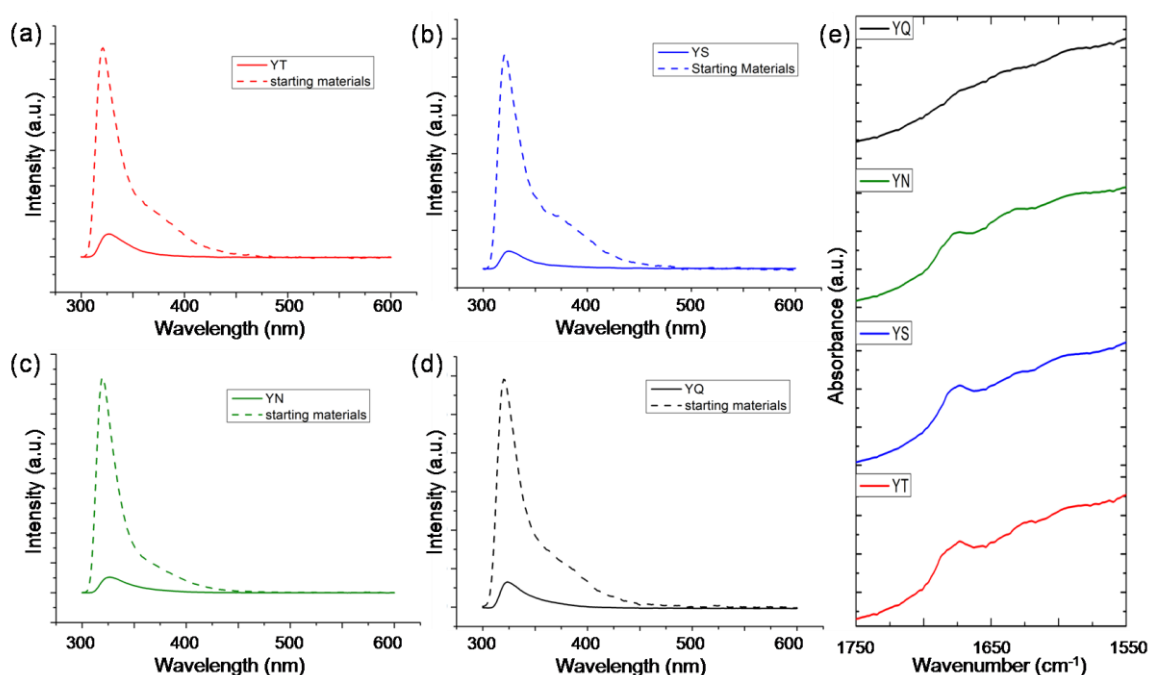 (a)
YT
starting materials
Intensity (a.u.)
300 400 500 600
Wavelength (nm)
(b)
YS
Starting Materials
Intensity (a.u.)
300 400 500 600
Wavelength (nm)
(c)
YN
starting materials
Intensity (a.u.)
300 400 500 600
Wavelength (nm)
(d)
YQ
starting materials
Intensity (a.u.)
300 400 500 600
Wavelength (nm)
(e)
YQ
YN
YS
YT
Absorbance (a.u.)
1750 1650 1550
Wavenumber (cm⁻¹)